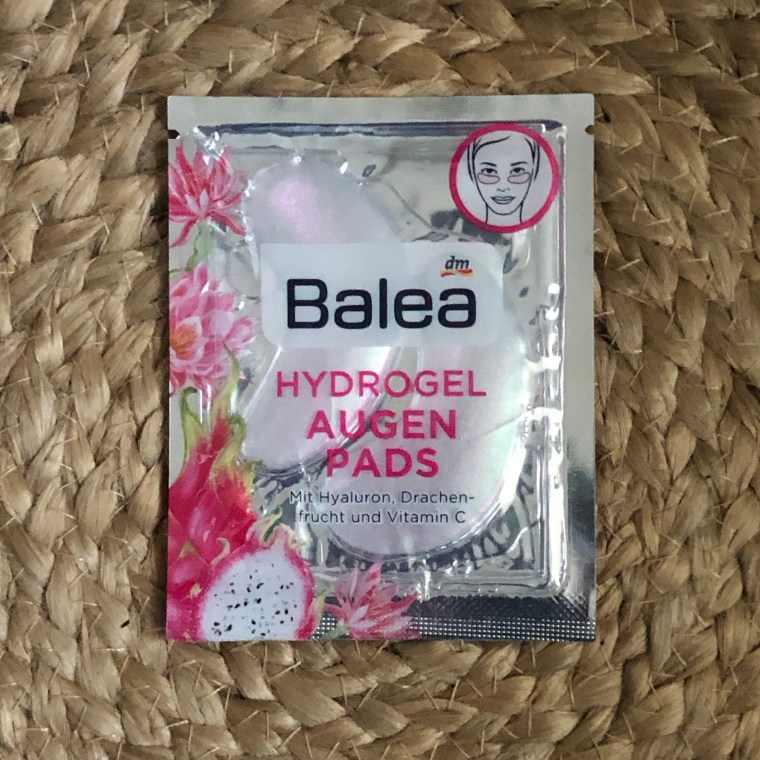 dm
Balea
HYDROGEL
AUGEN
PADS
Mit Hyaluron, Drachen-
frucht und Vitamin C